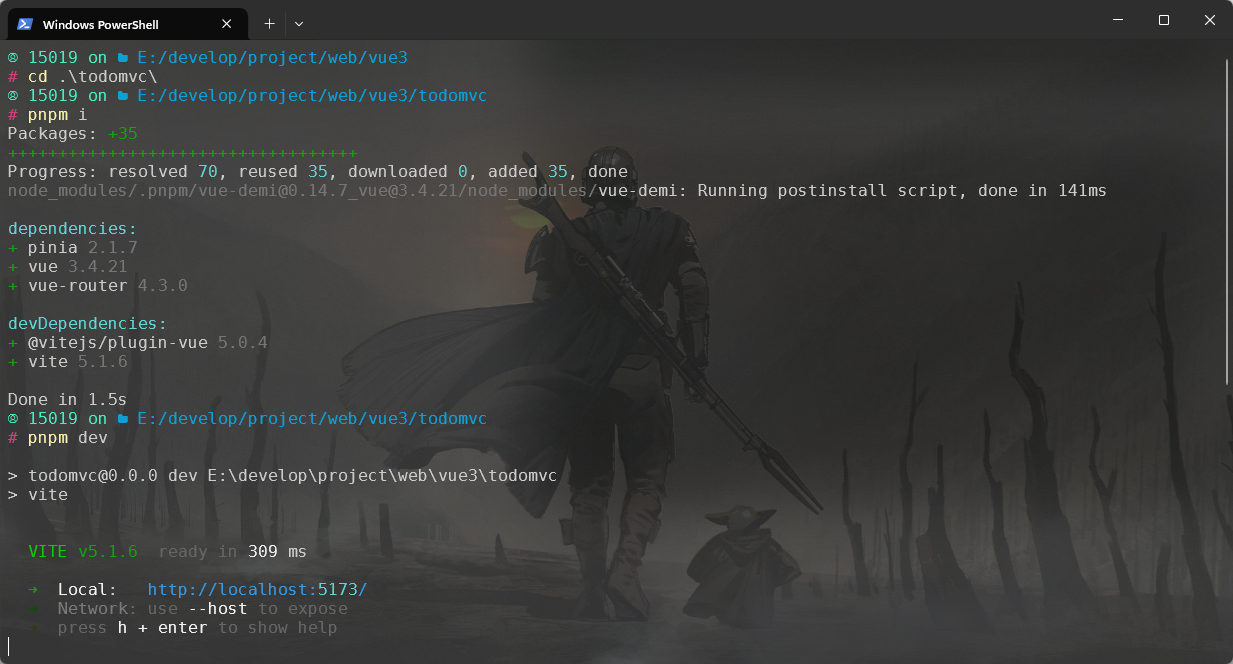 Windows PowerShell
@ 15019 on E:/develop/project/web/vue3
# cd .\todomvc\
@ 15019 on E:/develop/project/web/vue3/todomvc
# pnpm i
Packages: +35
+++++++++++++++++++++++++++++++++++
Progress: resolved 70, reused 35, downloaded 0, added 35, done
node_modules/.pnpm/vue-demi@0.14.7_vue@3.4.21/node_modules/vue-demi: Running postinstall script, done in 141ms
dependencies:
+ pinia 2.1.7
+ vue 3.4.21
+ vue-router 4.3.0
devDependencies:
+ @vitejs/plugin-vue 5.0.4
+ vite 5.1.6
Done in 1.5s
@ 15019 on E:/develop/project/web/vue3/todomvc
# pnpm dev
> todomvc@0.0.0 dev E:\develop\project\web\vue3\todomvc
> vite
VITE v5.1.6 ready in 309 ms
➜ Local: http://localhost:5173/
➜ Network: use --host to expose
➜ press h + enter to show help